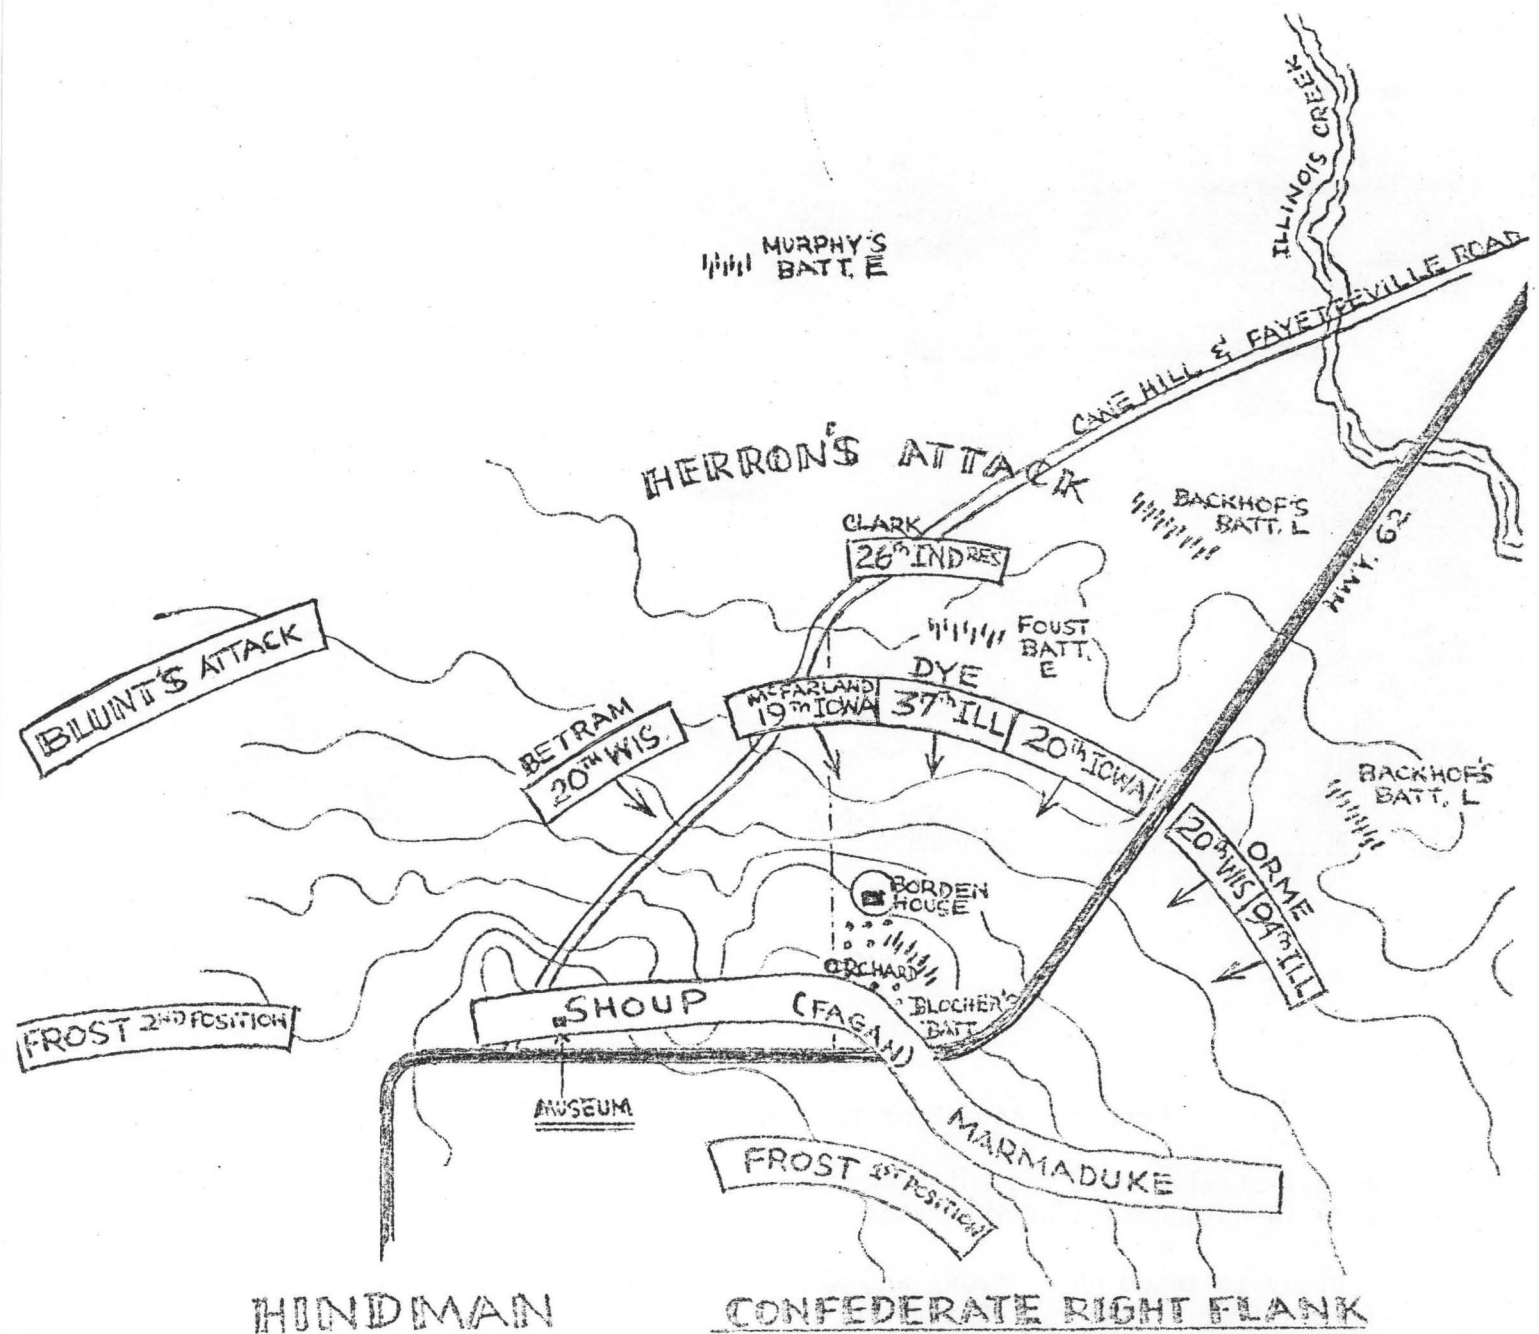 ILLINOIS CREEK
MURPHY'S
BATT. E
CANE HILL & FAYETTEVILLE ROAD
HERRON'S ATTACK
BACKHOF'S
BATT. L
HWY. 62
CLARK
26th IND RES
FOUST
BATT.
E
BLUNT'S ATTACK
DYE
McFARLAND
19TH IOWA
37th ILL
20th IOWA
BETRAM
20TH WIS.
BACKHOF'S
BATT. L
ORME
20th WIS
94th ILL
BORDEN
HOUSE
ORCHARD
BLOCHER'S
BATT.
SHOUP
(FAGAN)
FROST 2ND POSITION
MUSEUM
MARMADUKE
FROST 1ST POSITION
HINDMAN
CONFEDERATE RIGHT FLANK